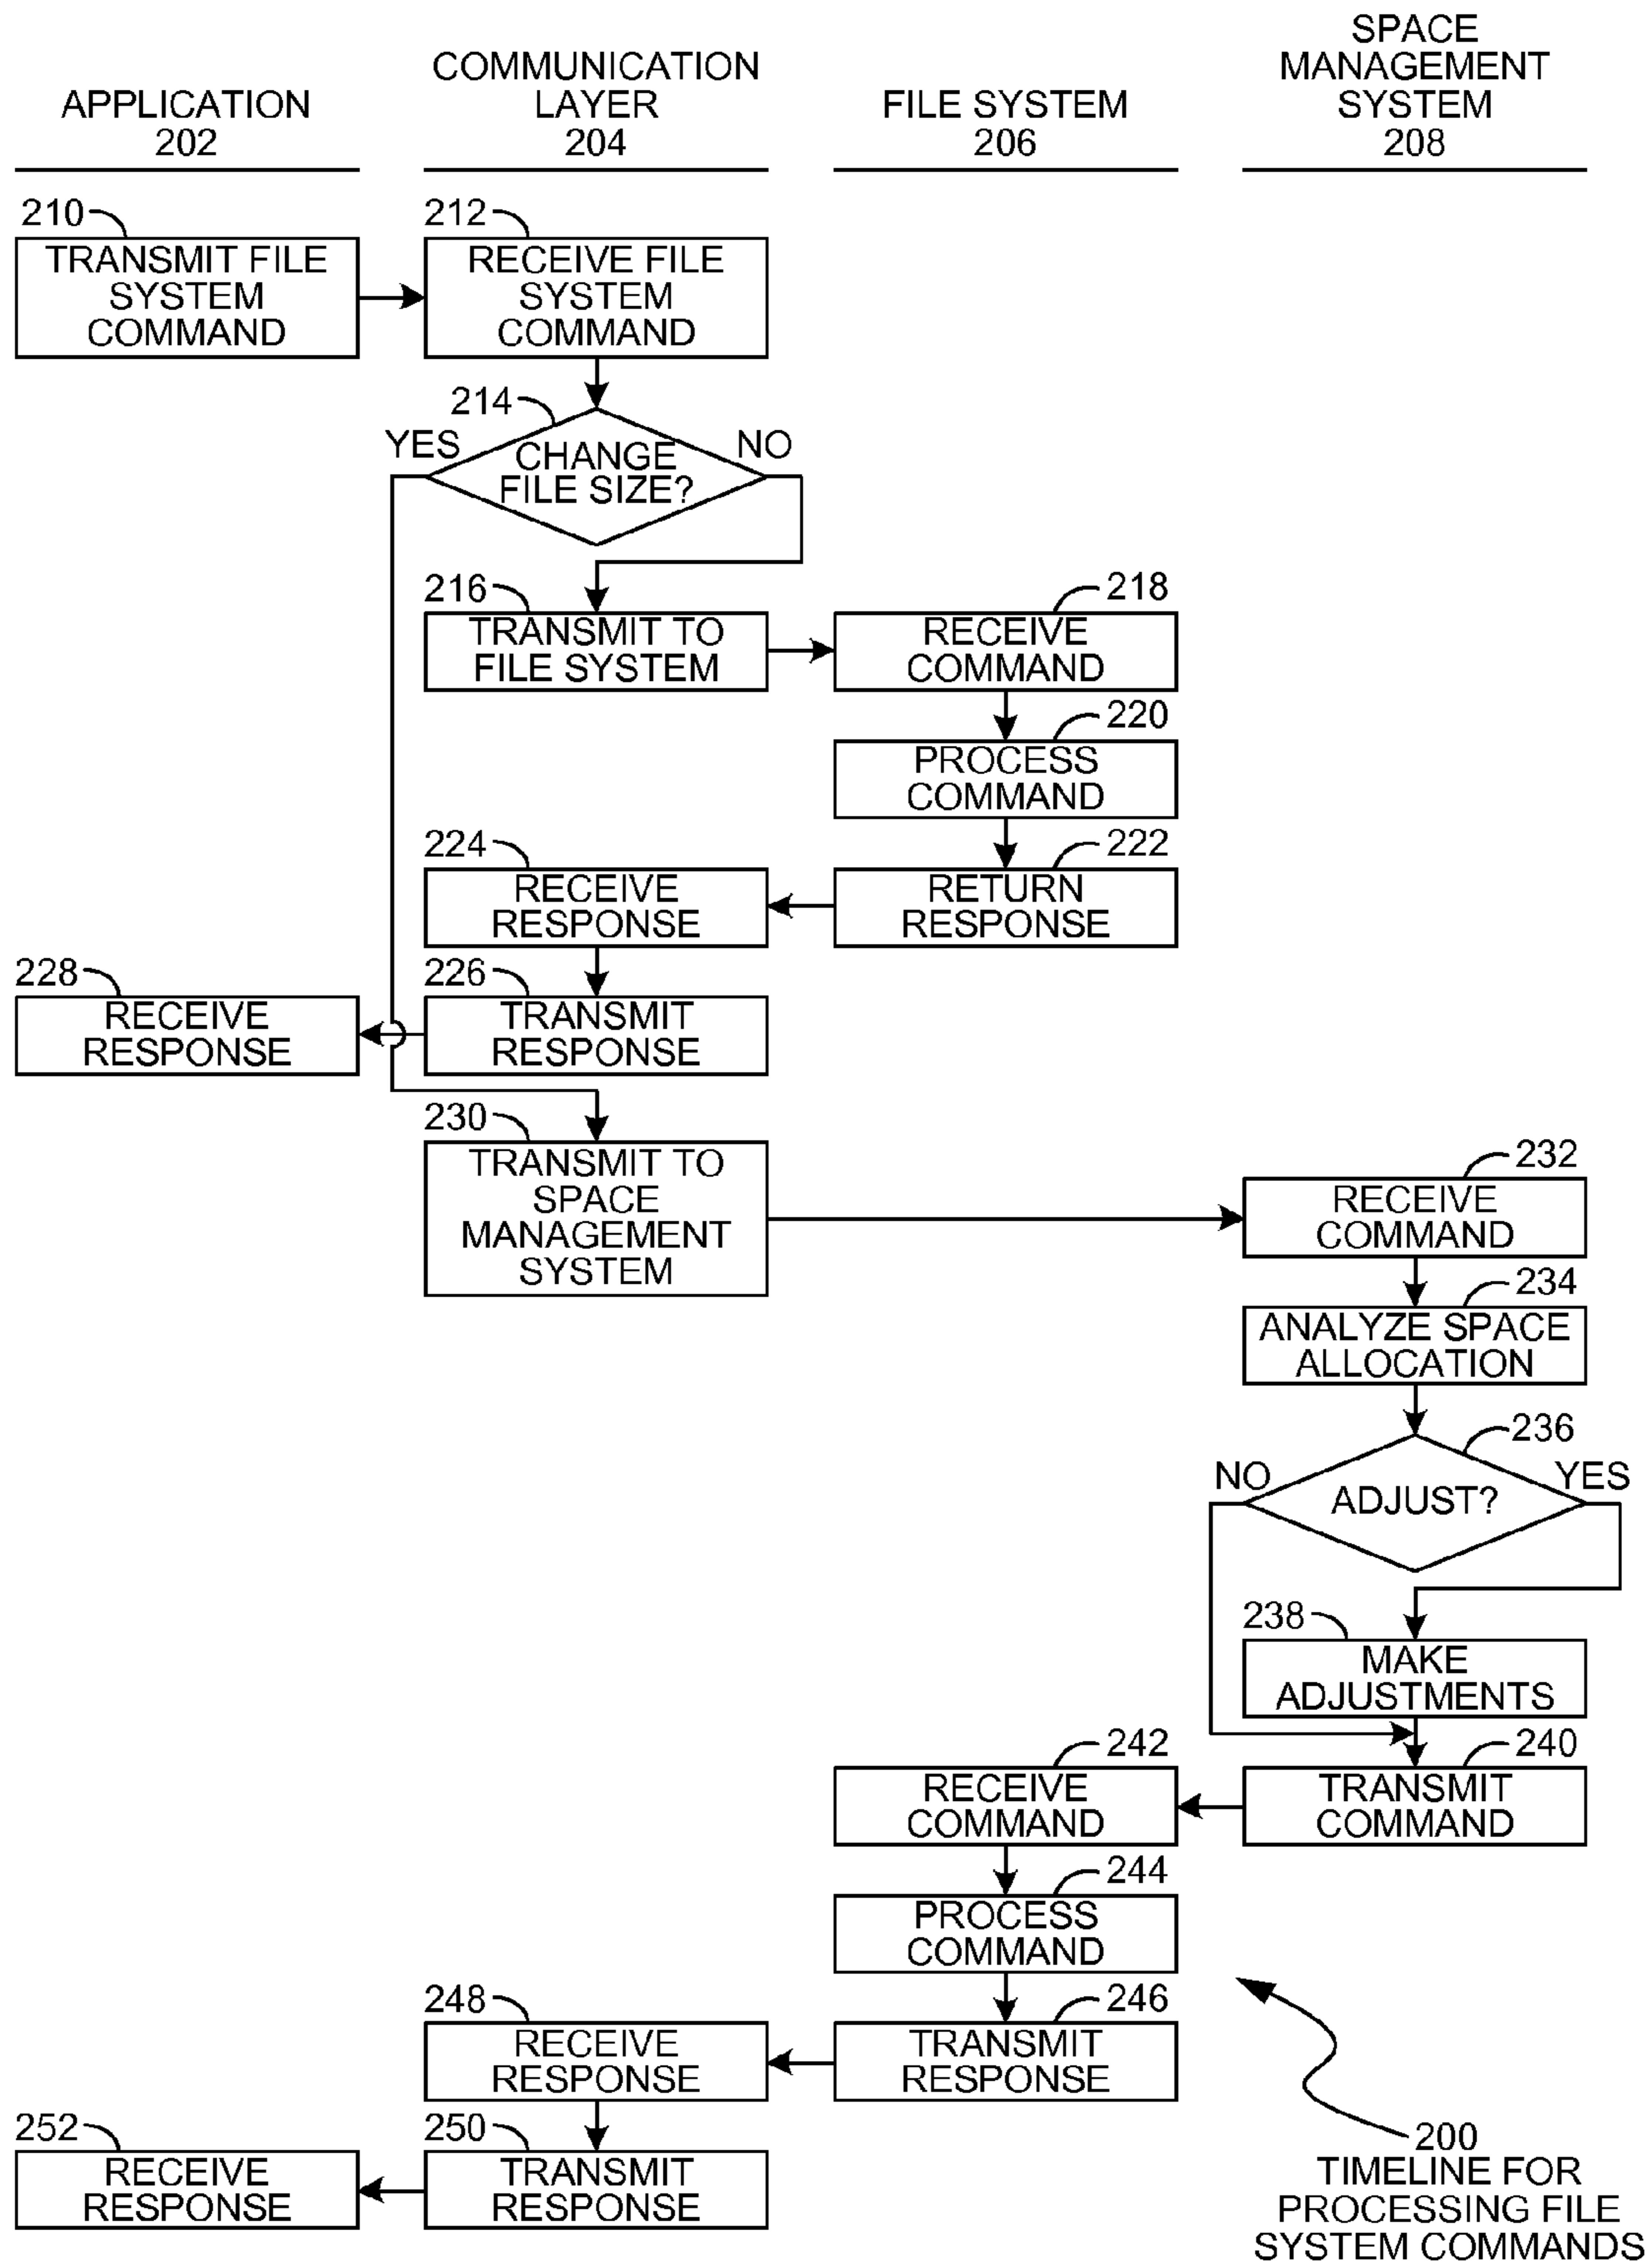 APPLICATION
202
COMMUNICATION
LAYER
204
FILE SYSTEM
206
SPACE
MANAGEMENT
SYSTEM
208
210
TRANSMIT FILE
SYSTEM
COMMAND
212
RECEIVE FILE
SYSTEM
COMMAND
214
YES
NO
CHANGE
FILE SIZE?
216
TRANSMIT TO
FILE SYSTEM
218
RECEIVE
COMMAND
220
PROCESS
COMMAND
222
RETURN
RESPONSE
224
RECEIVE
RESPONSE
226
TRANSMIT
RESPONSE
228
RECEIVE
RESPONSE
230
TRANSMIT TO
SPACE
MANAGEMENT
SYSTEM
232
RECEIVE
COMMAND
234
ANALYZE SPACE
ALLOCATION
236
NO
YES
ADJUST?
238
MAKE
ADJUSTMENTS
240
TRANSMIT
COMMAND
242
RECEIVE
COMMAND
244
PROCESS
COMMAND
246
TRANSMIT
RESPONSE
248
RECEIVE
RESPONSE
250
TRANSMIT
RESPONSE
252
RECEIVE
RESPONSE
200
TIMELINE FOR
PROCESSING FILE
SYSTEM COMMANDS